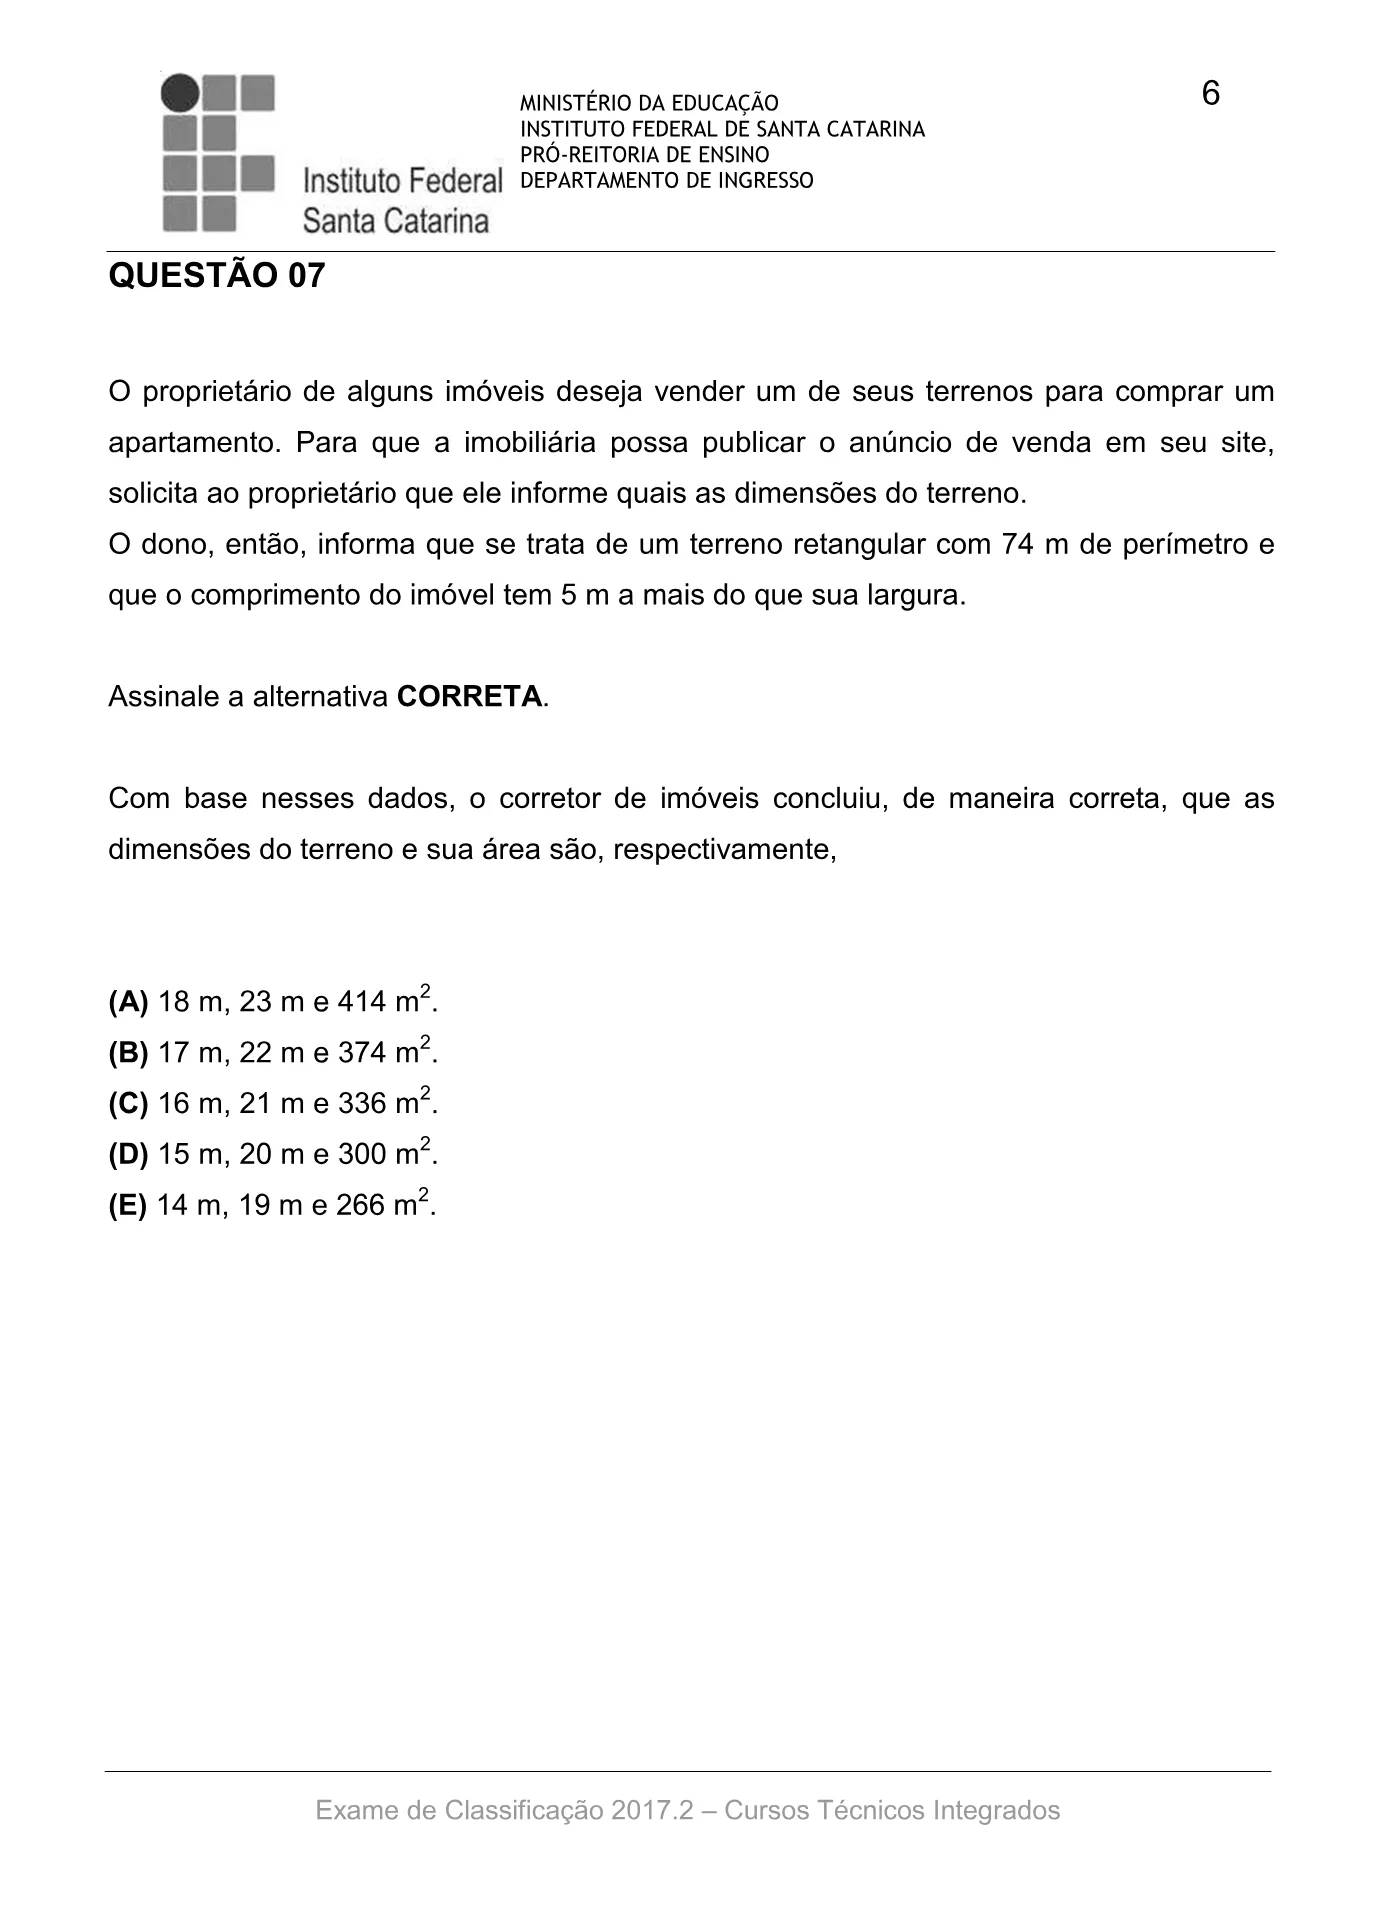 6
MINISTÉRIO DA EDUCAÇÃO
INSTITUTO FEDERAL DE SANTA CATARINA
PRÓ-REITORIA DE ENSINO
DEPARTAMENTO DE INGRESSO
Instituto Federal
Santa Catarina
QUESTÃO 07
O proprietário de alguns imóveis deseja vender um de seus terrenos para comprar um
apartamento. Para que a imobiliária possa publicar o anúncio de venda em seu site,
solicita ao proprietário que ele informe quais as dimensões do terreno.
O dono, então, informa que se trata de um terreno retangular com 74 m de perímetro e
que o comprimento do imóvel tem 5 m a mais do que sua largura.
Assinale a alternativa CORRETA.
Com base nesses dados, o corretor de imóveis concluiu, de maneira correta, que as
dimensões do terreno e sua área são, respectivamente,
(A) 18 m, 23 m e 414 m².
(B) 17 m, 22 m e 374 m².
(C) 16 m, 21 m e 336 m².
(D) 15 m, 20 m e 300 m².
(E) 14 m, 19 m e 266 m².
Exame de Classificação 2017.2 – Cursos Técnicos Integrados